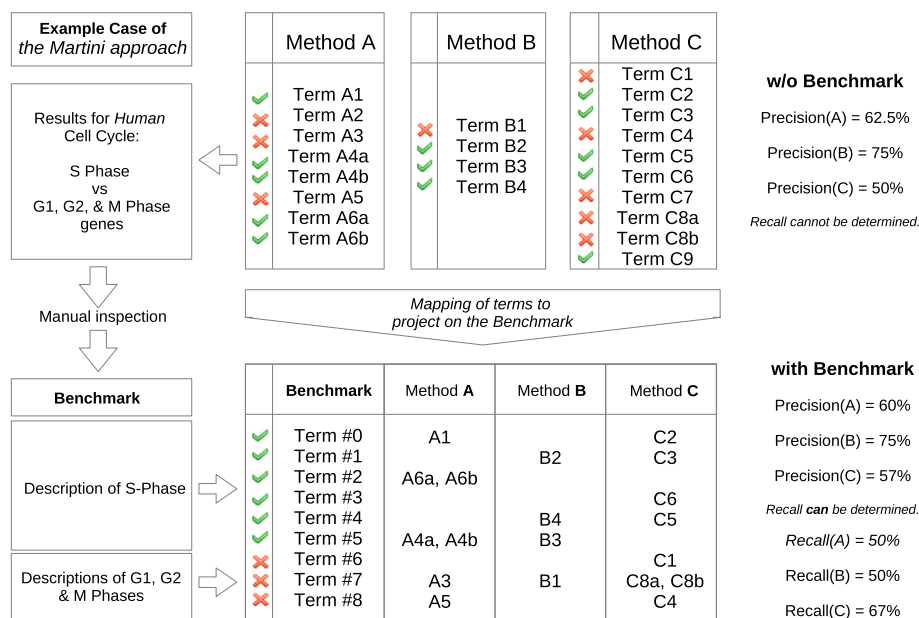 Example Case of
the Martini approach
Results for Human
Cell Cycle:
S Phase
vs
G1, G2, & M Phase
genes
Manual inspection
Benchmark
Description of S-Phase
Descriptions of G1, G2
& M Phases
Method A
Term A1
Term A2
Term A3
Term A4a
Term A4b
Term A5
Term A6a
Term A6b
Method B
Term B1
Term B2
Term B3
Term B4
Method C
Term C1
Term C2
Term C3
Term C4
Term C5
Term C6
Term C7
Term C8a
Term C8b
Term C9
w/o Benchmark
Precision(A) = 62.5%
Precision(B) = 75%
Precision(C) = 50%
Recall cannot be determined.
Mapping of terms to
project on the Benchmark
Benchmark Method A Method B Method C
Term #0 A1 C2
Term #1 B2 C3
Term #2 A6a, A6b
Term #3 C6
Term #4 B4 C5
Term #5 A4a, A4b B3
Term #6 C1
Term #7 A3 B1 C8a, C8b
Term #8 A5 C4
with Benchmark
Precision(A) = 60%
Precision(B) = 75%
Precision(C) = 57%
Recall can be determined.
Recall(A) = 50%
Recall(B) = 50%
Recall(C) = 67%